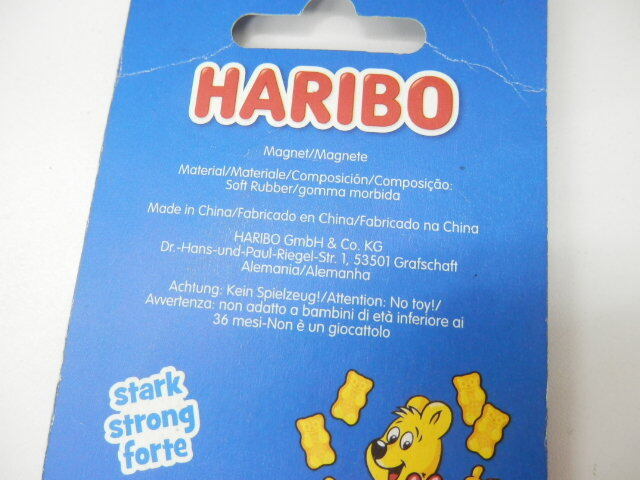 HARIBO
Magnet/Magnete
Material/Materiale/Composición/Composição:
Soft Rubber/gomma morbida
Made in China/Fabricado en China/Fabricado na China
HARIBO GmbH & Co. KG
Dr.-Hans-und-Paul-Riegel-Str. 1, 53501 Grafschaft
Alemania/Alemanha
Achtung: Kein Spielzeug!/Attention: No toy!/
Avvertenza: non adatto a bambini di età inferiore ai
36 mesi-Non è un giocattolo
stark
strong
forte